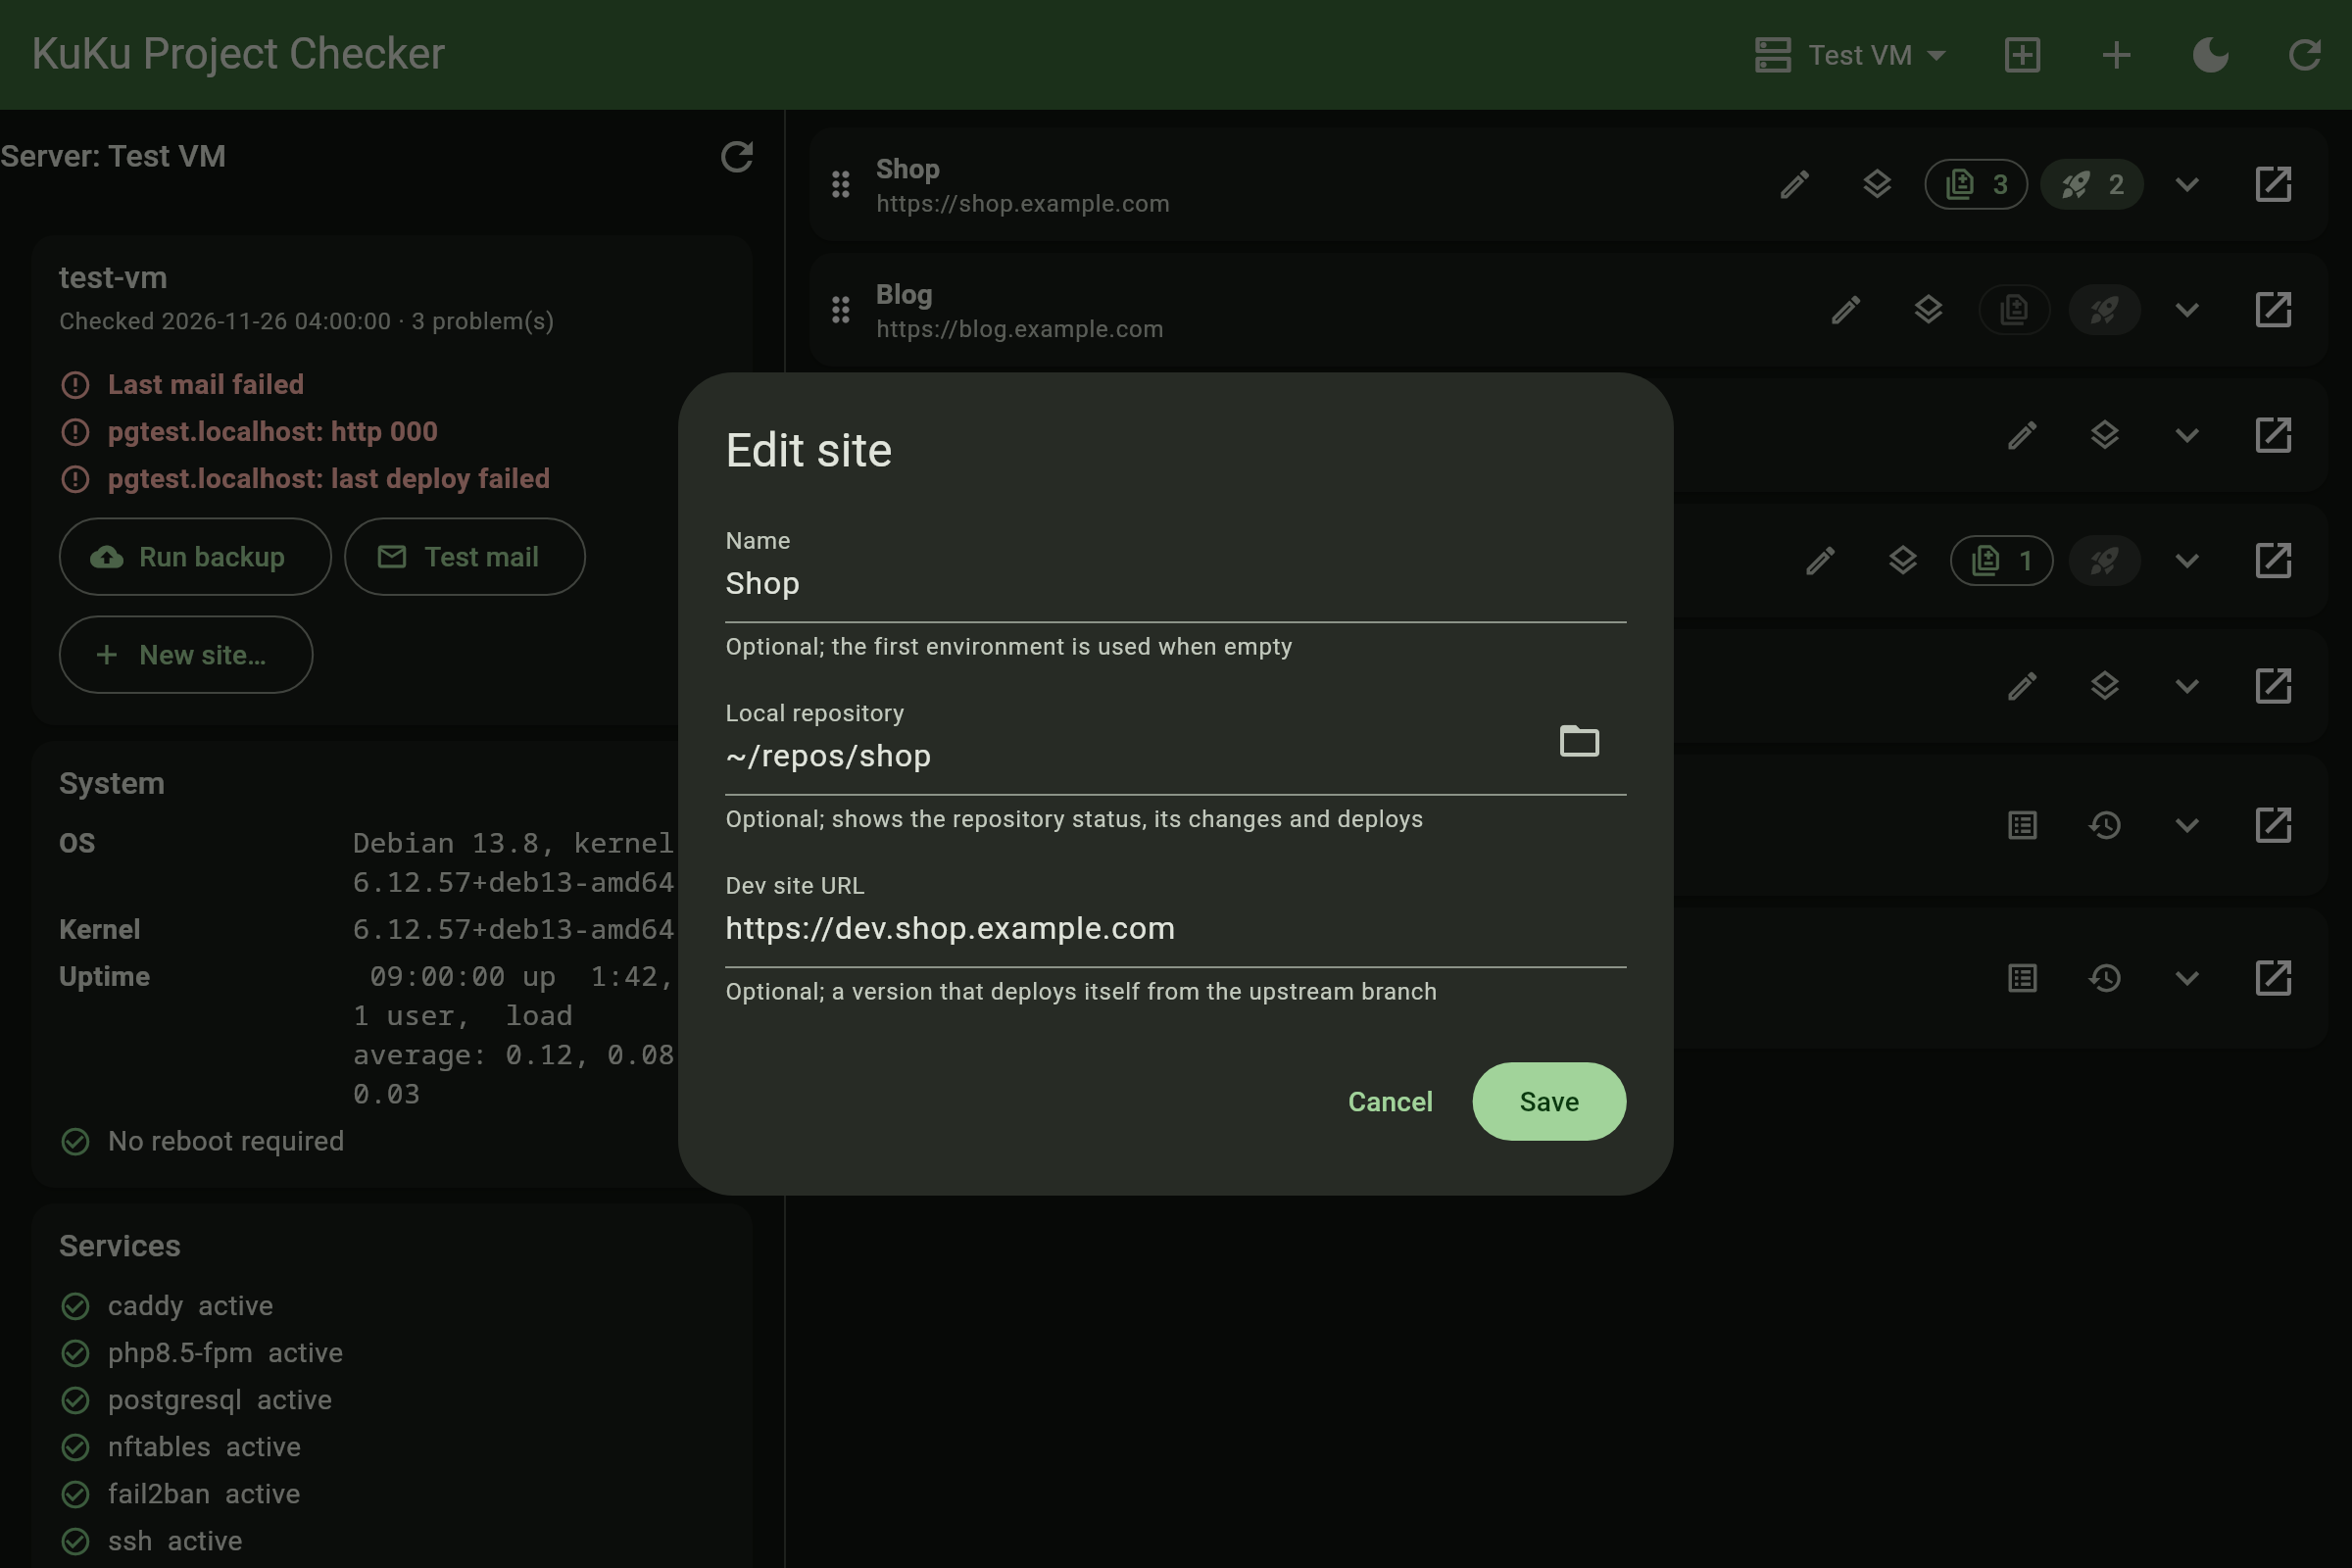 KuKu Project Checker
Test VM
Server: Test VM
test-vm
Checked 2026-11-26 04:00:00 · 3 problem(s)
Last mail failed
pgtest.localhost: http 000
pgtest.localhost: last deploy failed
Run backup
Test mail
New site...
System
OS
Debian 13.8, kernel
6.12.57+deb13-amd64
Kernel
6.12.57+deb13-amd64
Uptime
09:00:00 up  1:42,
1 user,  load
average: 0.12, 0.08
0.03
No reboot required
Services
caddy active
php8.5-fpm active
postgresql active
nftables active
fail2ban active
ssh active
Shop
https://shop.example.com
3
2
Blog
https://blog.example.com
1
Edit site
Name
Shop
Optional; the first environment is used when empty
Local repository
~/repos/shop
Optional; shows the repository status, its changes and deploys
Dev site URL
https://dev.shop.example.com
Optional; a version that deploys itself from the upstream branch
Cancel
Save